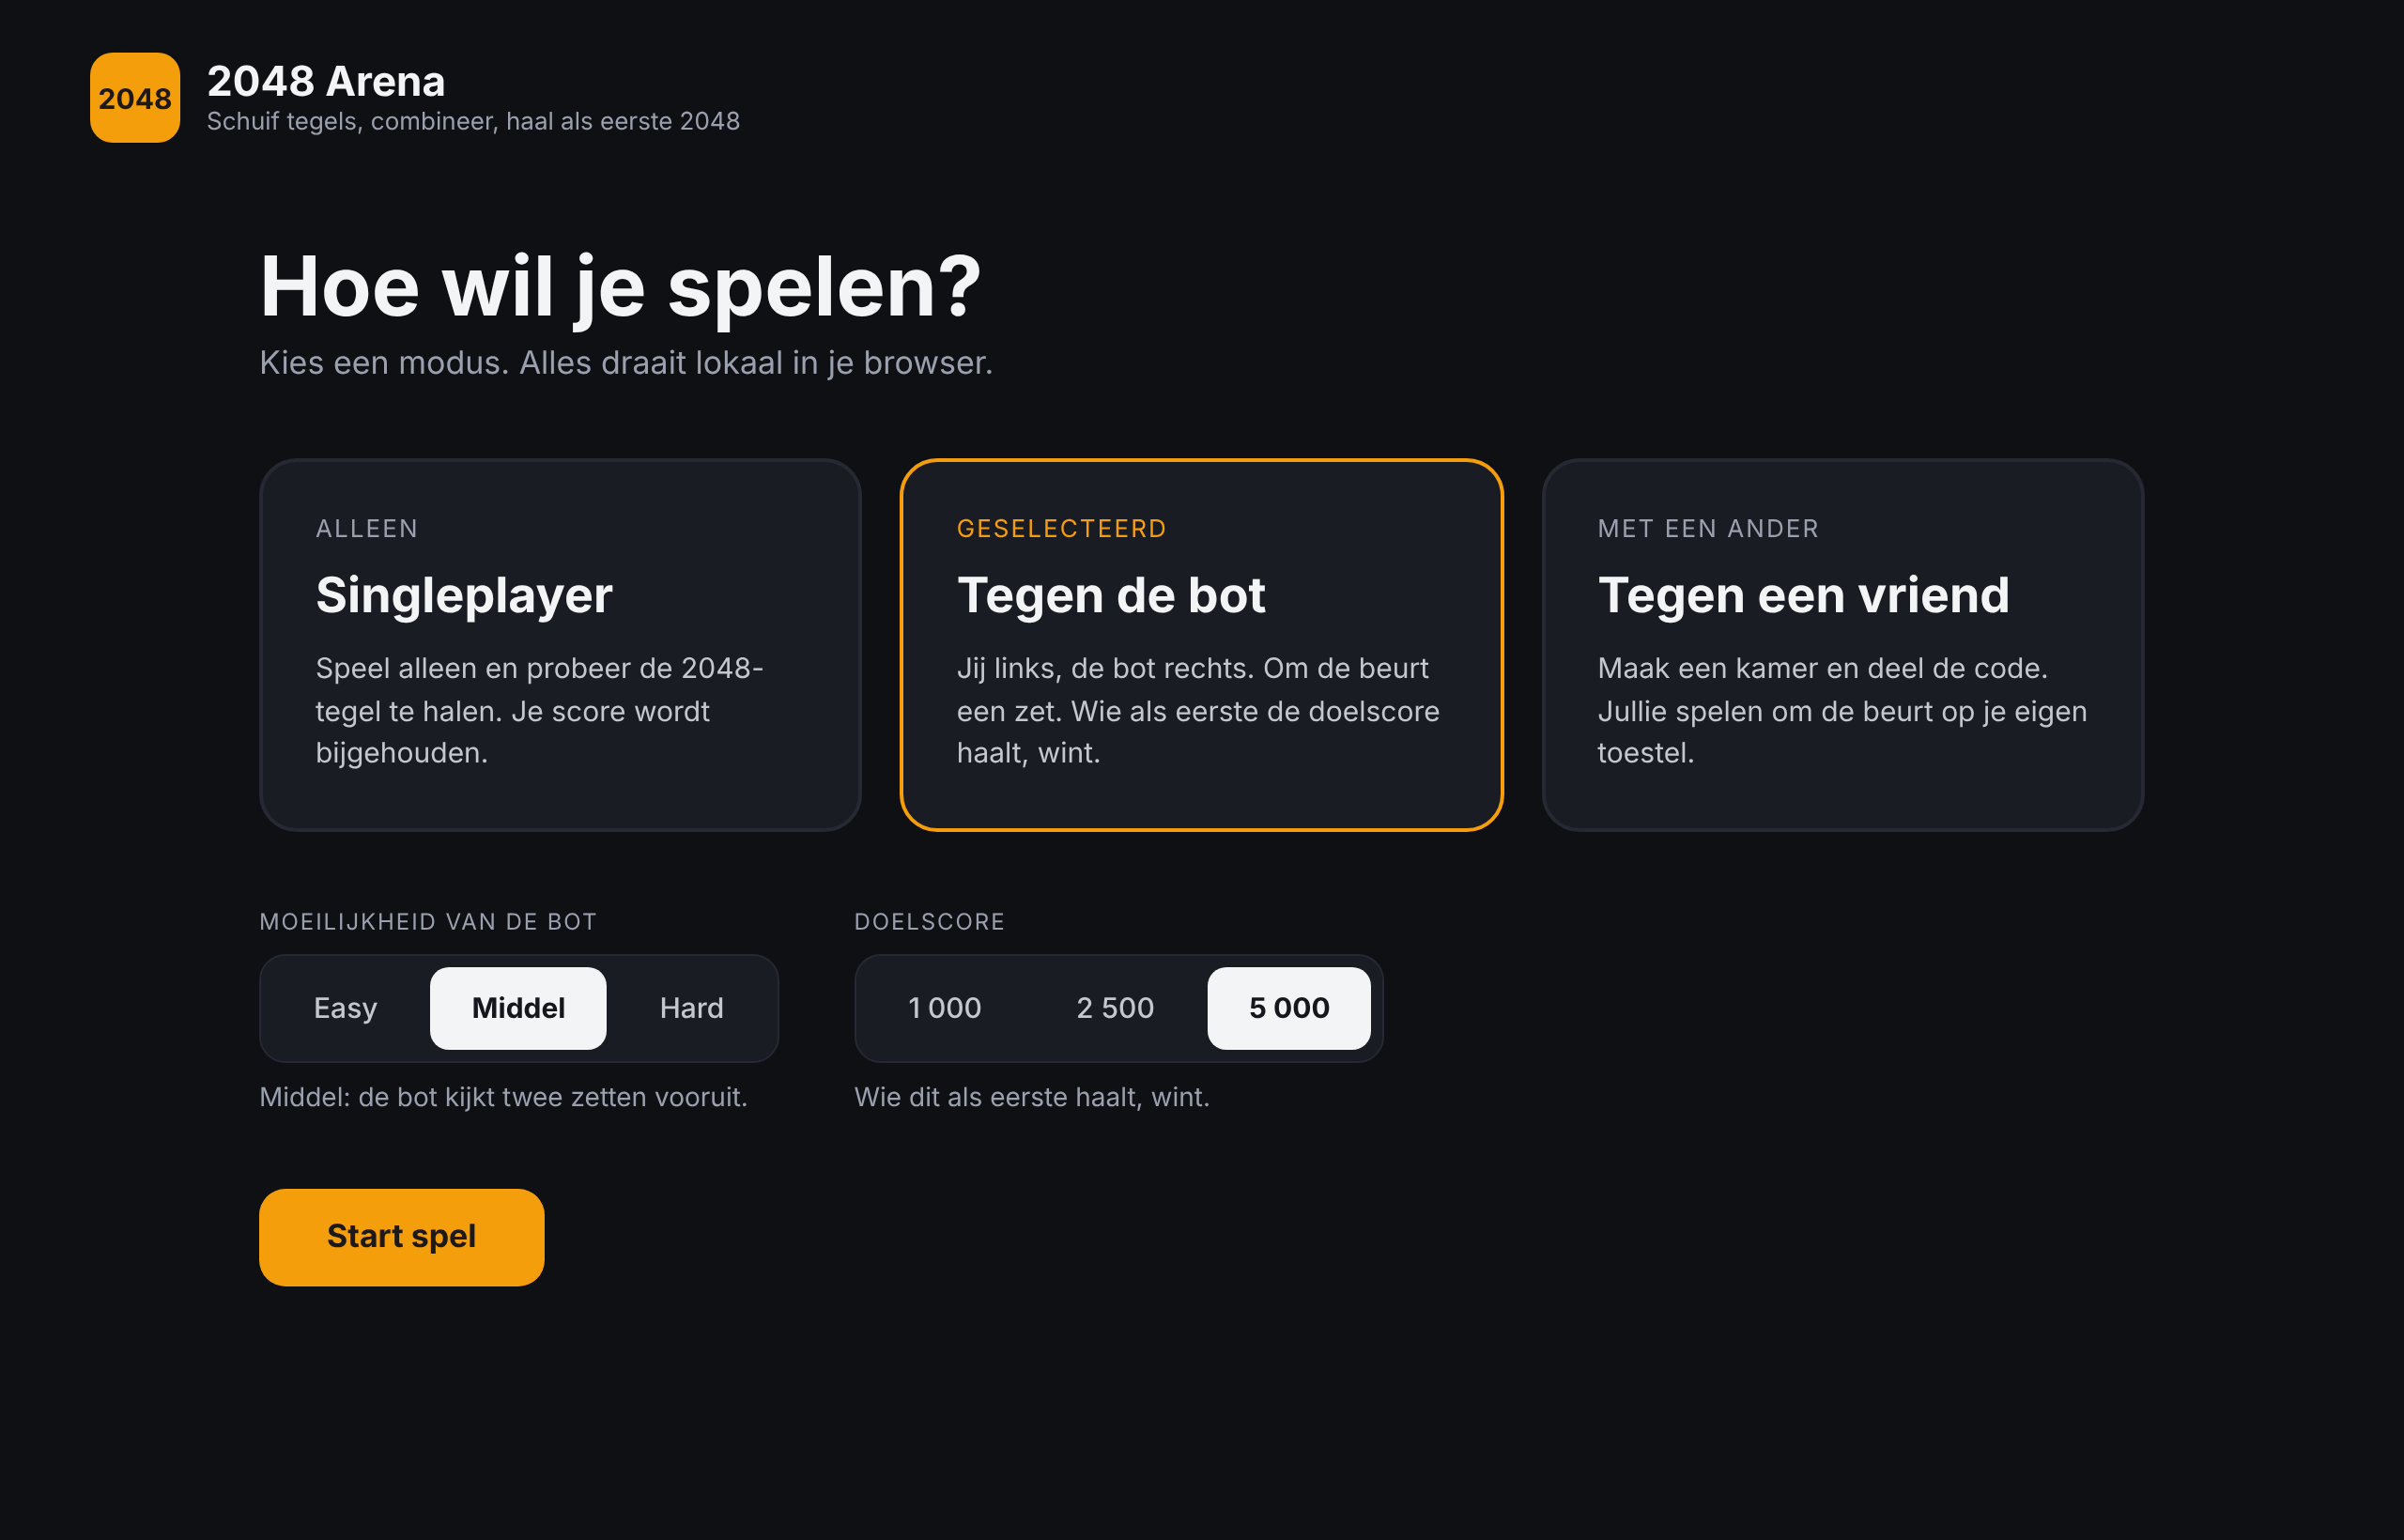 2048
2048 Arena
Schuif tegels, combineer, haal als eerste 2048
Hoe wil je spelen?
Kies een modus. Alles draait lokaal in je browser.
ALLEEN
Singleplayer
Speel alleen en probeer de 2048-
tegel te halen. Je score wordt
bijgehouden.
GESELECTEERD
Tegen de bot
Jij links, de bot rechts. Om de beurt
een zet. Wie als eerste de doelscore
haalt, wint.
MET EEN ANDER
Tegen een vriend
Maak een kamer en deel de code.
Jullie spelen om de beurt op je eigen
toestel.
MOEILIJKHEID VAN DE BOT
Easy Middel Hard
Middel: de bot kijkt twee zetten vooruit.
DOELSCORE
1 000 2 500 5 000
Wie dit als eerste haalt, wint.
Start spel